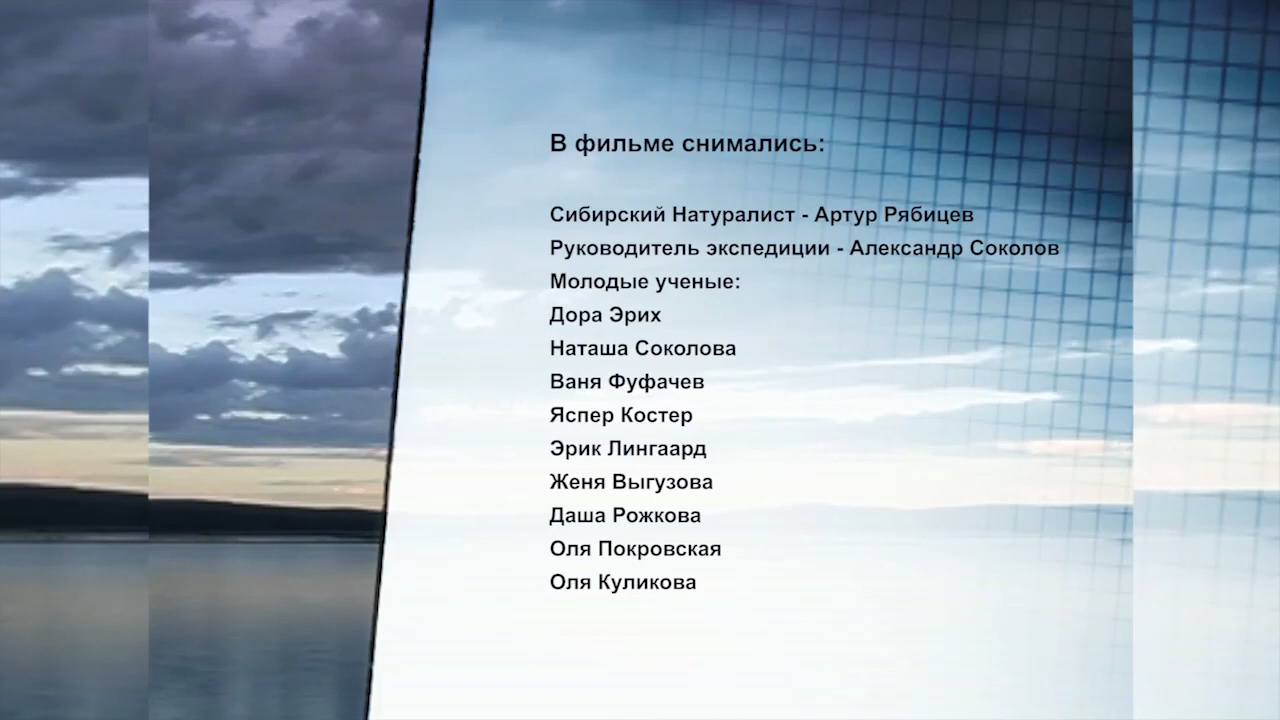 В фильме снимались:
Сибирский Натуралист - Артур Рябицев
Руководитель экспедиции - Александр Соколов
Молодые ученые:
Дора Эрих
Наташа Соколова
Ваня Фуфачев
Яспер Костер
Эрик Лингаард
Женя Выгузова
Даша Рожкова
Оля Покровская
Оля Куликова